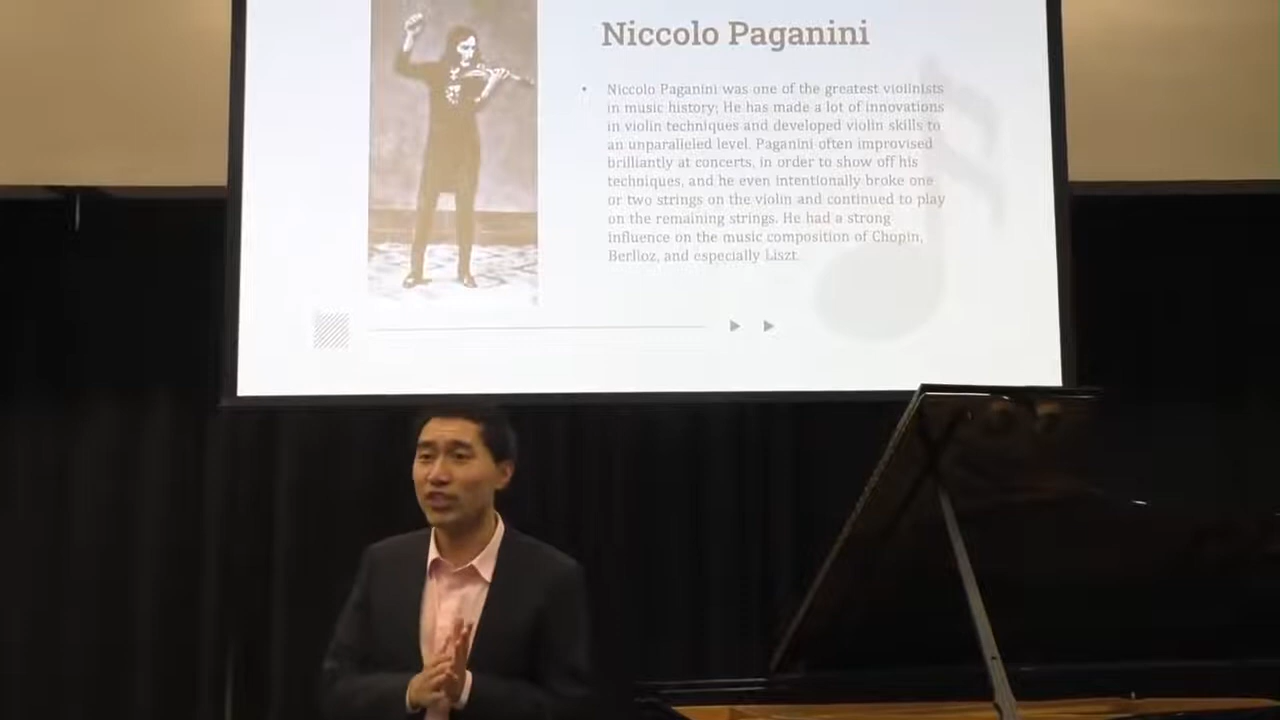 Niccolo Paganini
• Niccolo Paganini was one of the greatest violinists
in music history; He has made a lot of innovations
in violin techniques and developed violin skills to
an unparalleled level. Paganini often improvised
brilliantly at concerts, in order to show off his
techniques, and he even intentionally broke one
or two strings on the violin and continued to play
on the remaining strings. He had a strong
influence on the music composition of Chopin,
Berlioz, and especially Liszt.